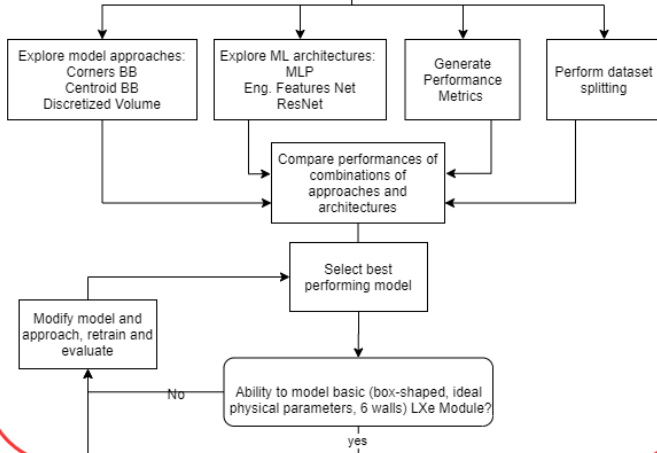 Explore model approaches:
Corners BB
Centroid BB
Discretized Volume
Explore ML architectures:
MLP
Eng. Features Net
ResNet
Generate
Performance
Metrics
Perform dataset
splitting
Compare performances of
combinations of
approaches and
architectures
Select best
performing model
Modify model and
approach, retrain and
evaluate
No
Ability to model basic (box-shaped, ideal
physical parameters, 6 walls) LXe Module?
yes